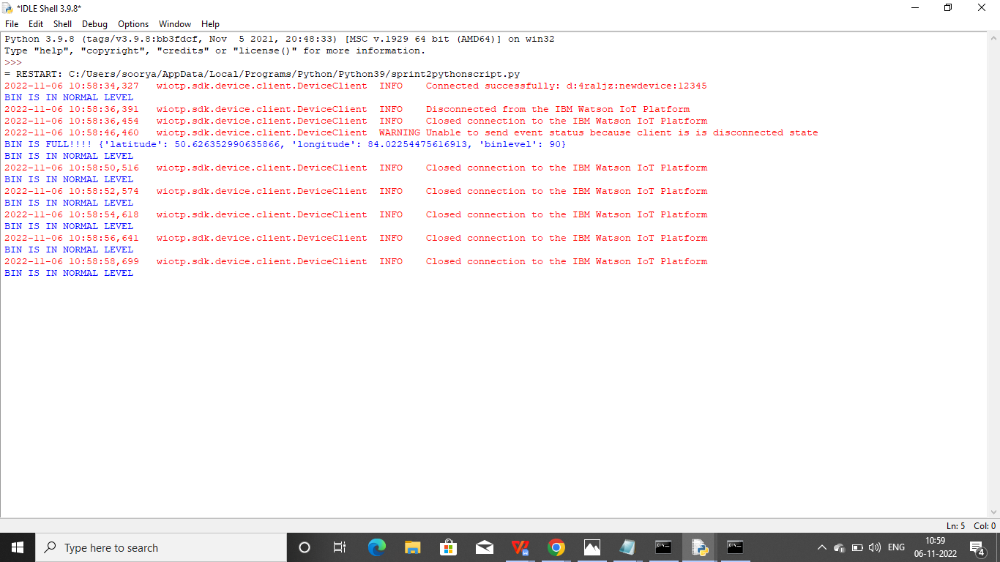 *IDLE Shell 3.9.8*
File Edit Shell Debug Options Window Help
Python 3.9.8 (tags/v3.9.8:bb3fdcf, Nov  5 2021, 20:48:33) [MSC v.1929 64 bit (AMD64)] on win32
Type "help", "copyright", "credits" or "license()" for more information.
>>>
= RESTART: C:/Users/soorya/AppData/Local/Programs/Python/Python39/sprint2pythonscript.py
2022-11-06 10:58:34,327   wiotp.sdk.device.client.DeviceClient  INFO    Connected successfully: d:4raljz:newdevice:12345
BIN IS IN NORMAL LEVEL
2022-11-06 10:58:36,391   wiotp.sdk.device.client.DeviceClient  INFO    Disconnected from the IBM Watson IoT Platform
2022-11-06 10:58:36,454   wiotp.sdk.device.client.DeviceClient  INFO    Closed connection to the IBM Watson IoT Platform
2022-11-06 10:58:46,460   wiotp.sdk.device.client.DeviceClient  WARNING Unable to send event status because client is is disconnected state
BIN IS FULL!!!! {'latitude': 50.626352990635866, 'longitude': 84.02254475616913, 'binlevel': 90}
BIN IS IN NORMAL LEVEL
2022-11-06 10:58:50,516   wiotp.sdk.device.client.DeviceClient  INFO    Closed connection to the IBM Watson IoT Platform
BIN IS IN NORMAL LEVEL
2022-11-06 10:58:52,574   wiotp.sdk.device.client.DeviceClient  INFO    Closed connection to the IBM Watson IoT Platform
BIN IS IN NORMAL LEVEL
2022-11-06 10:58:54,618   wiotp.sdk.device.client.DeviceClient  INFO    Closed connection to the IBM Watson IoT Platform
BIN IS IN NORMAL LEVEL
2022-11-06 10:58:56,641   wiotp.sdk.device.client.DeviceClient  INFO    Closed connection to the IBM Watson IoT Platform
BIN IS IN NORMAL LEVEL
2022-11-06 10:58:58,699   wiotp.sdk.device.client.DeviceClient  INFO    Closed connection to the IBM Watson IoT Platform
BIN IS IN NORMAL LEVEL
Ln: 5 Col: 0
Type here to search
ENG
10:59
06-11-2022
4